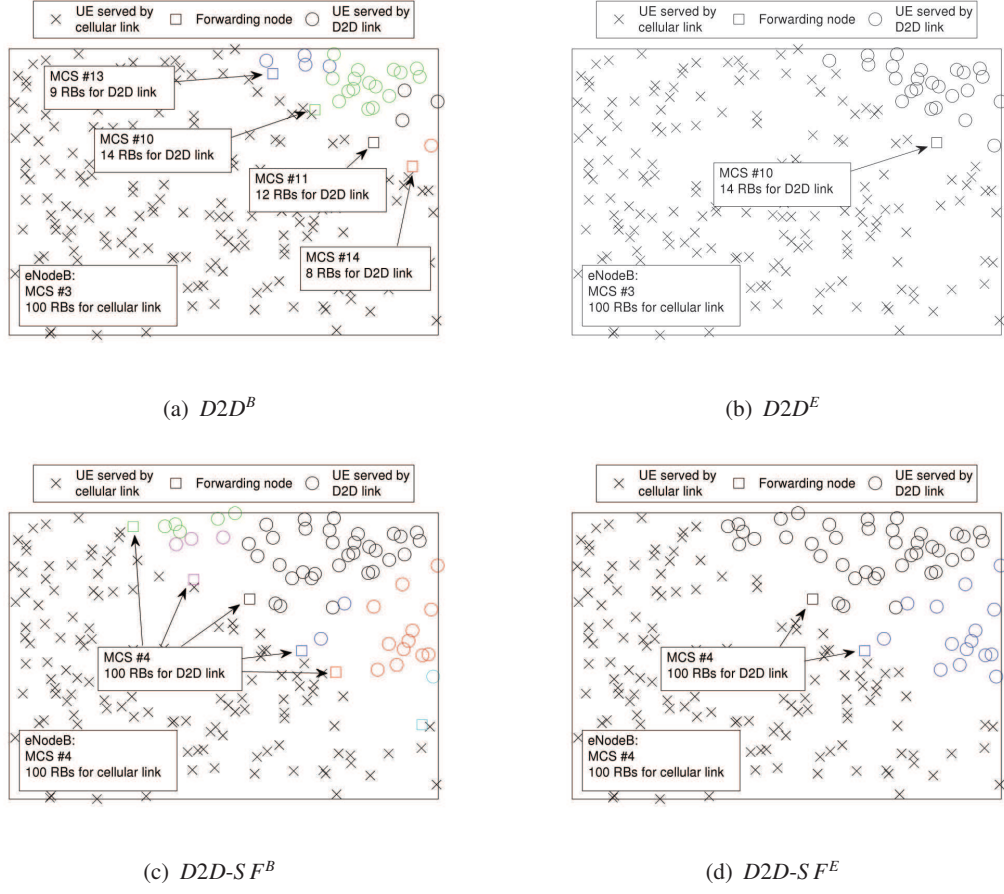 UE served by
cellular link
Forwarding node
UE served by
D2D link
MCS #13
9 RBs for D2D link
MCS #10
14 RBs for D2D link
MCS #11
12 RBs for D2D link
MCS #14
8 RBs for D2D link
eNodeB:
MCS #3
100 RBs for cellular link
(a) D2D^B
UE served by
cellular link
Forwarding node
UE served by
D2D link
MCS #10
14 RBs for D2D link
eNodeB:
MCS #3
100 RBs for cellular link
(b) D2D^E
UE served by
cellular link
Forwarding node
UE served by
D2D link
MCS #4
100 RBs for D2D link
eNodeB:
MCS #4
100 RBs for cellular link
(c) D2D-SF^B
UE served by
cellular link
Forwarding node
UE served by
D2D link
MCS #4
100 RBs for D2D link
eNodeB:
MCS #4
100 RBs for cellular link
(d) D2D-SF^E